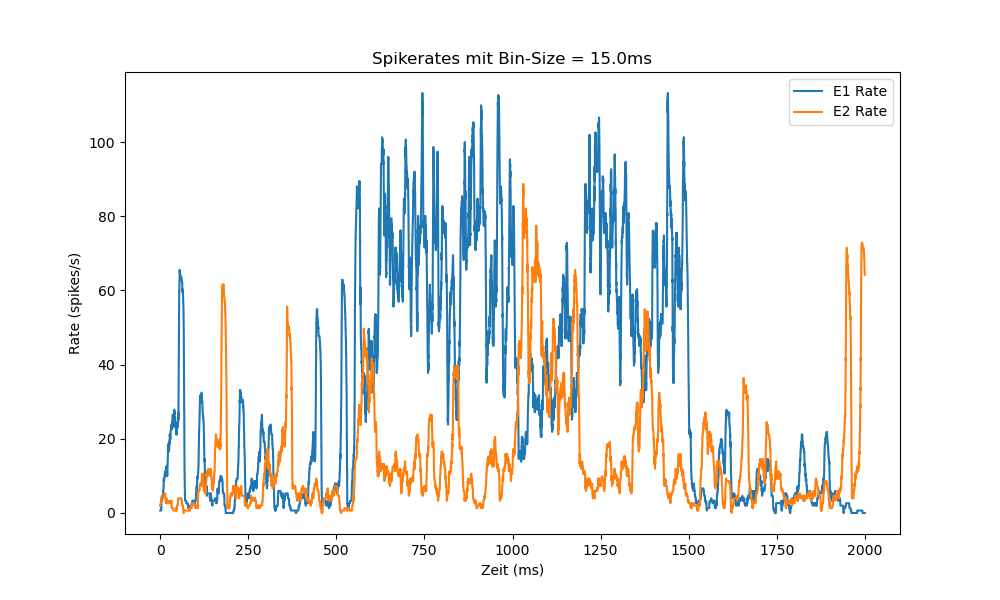 Spikerates mit Bin-Size = 15.0ms
E1 Rate
E2 Rate
Rate (spikes/s)
100
80
60
40
20
0
0 250 500 750 1000 1250 1500 1750 2000
Zeit (ms)